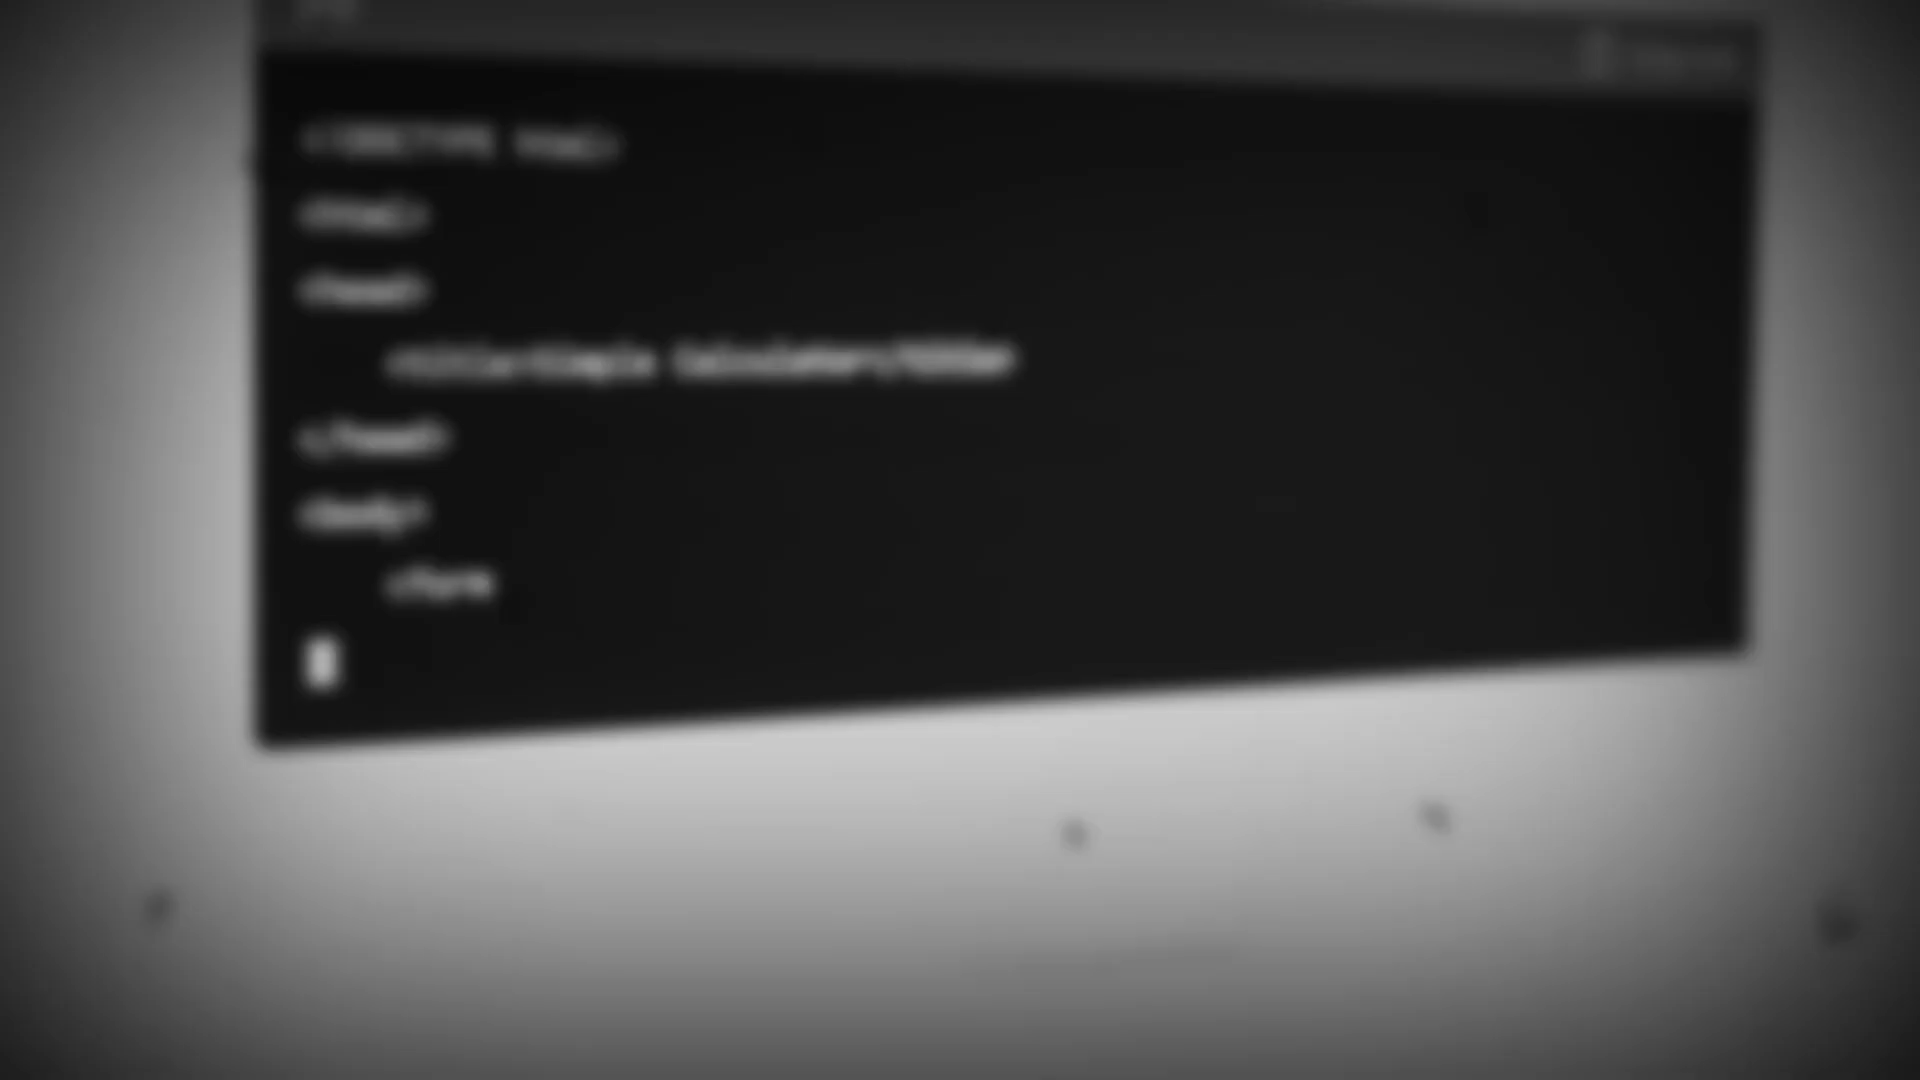 <!DOCTYPE html>
<html>
<head>
<title>Simple Calculator</title>
</head>
<body>
<form